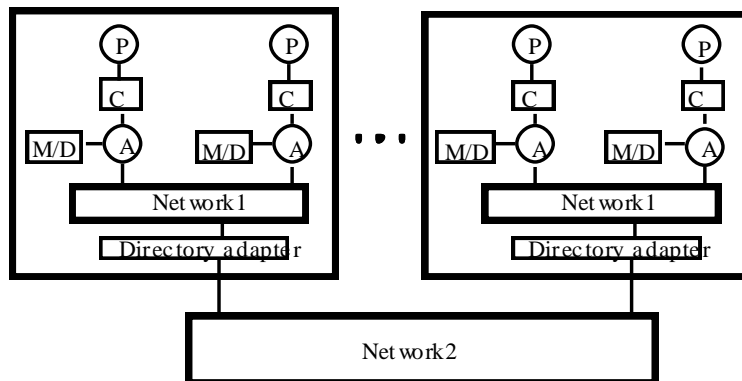 P P P P
C C C C
M/D A M/D A M/D A M/D A
Network1 Network1
Directory adapter Directory adapter
Network2